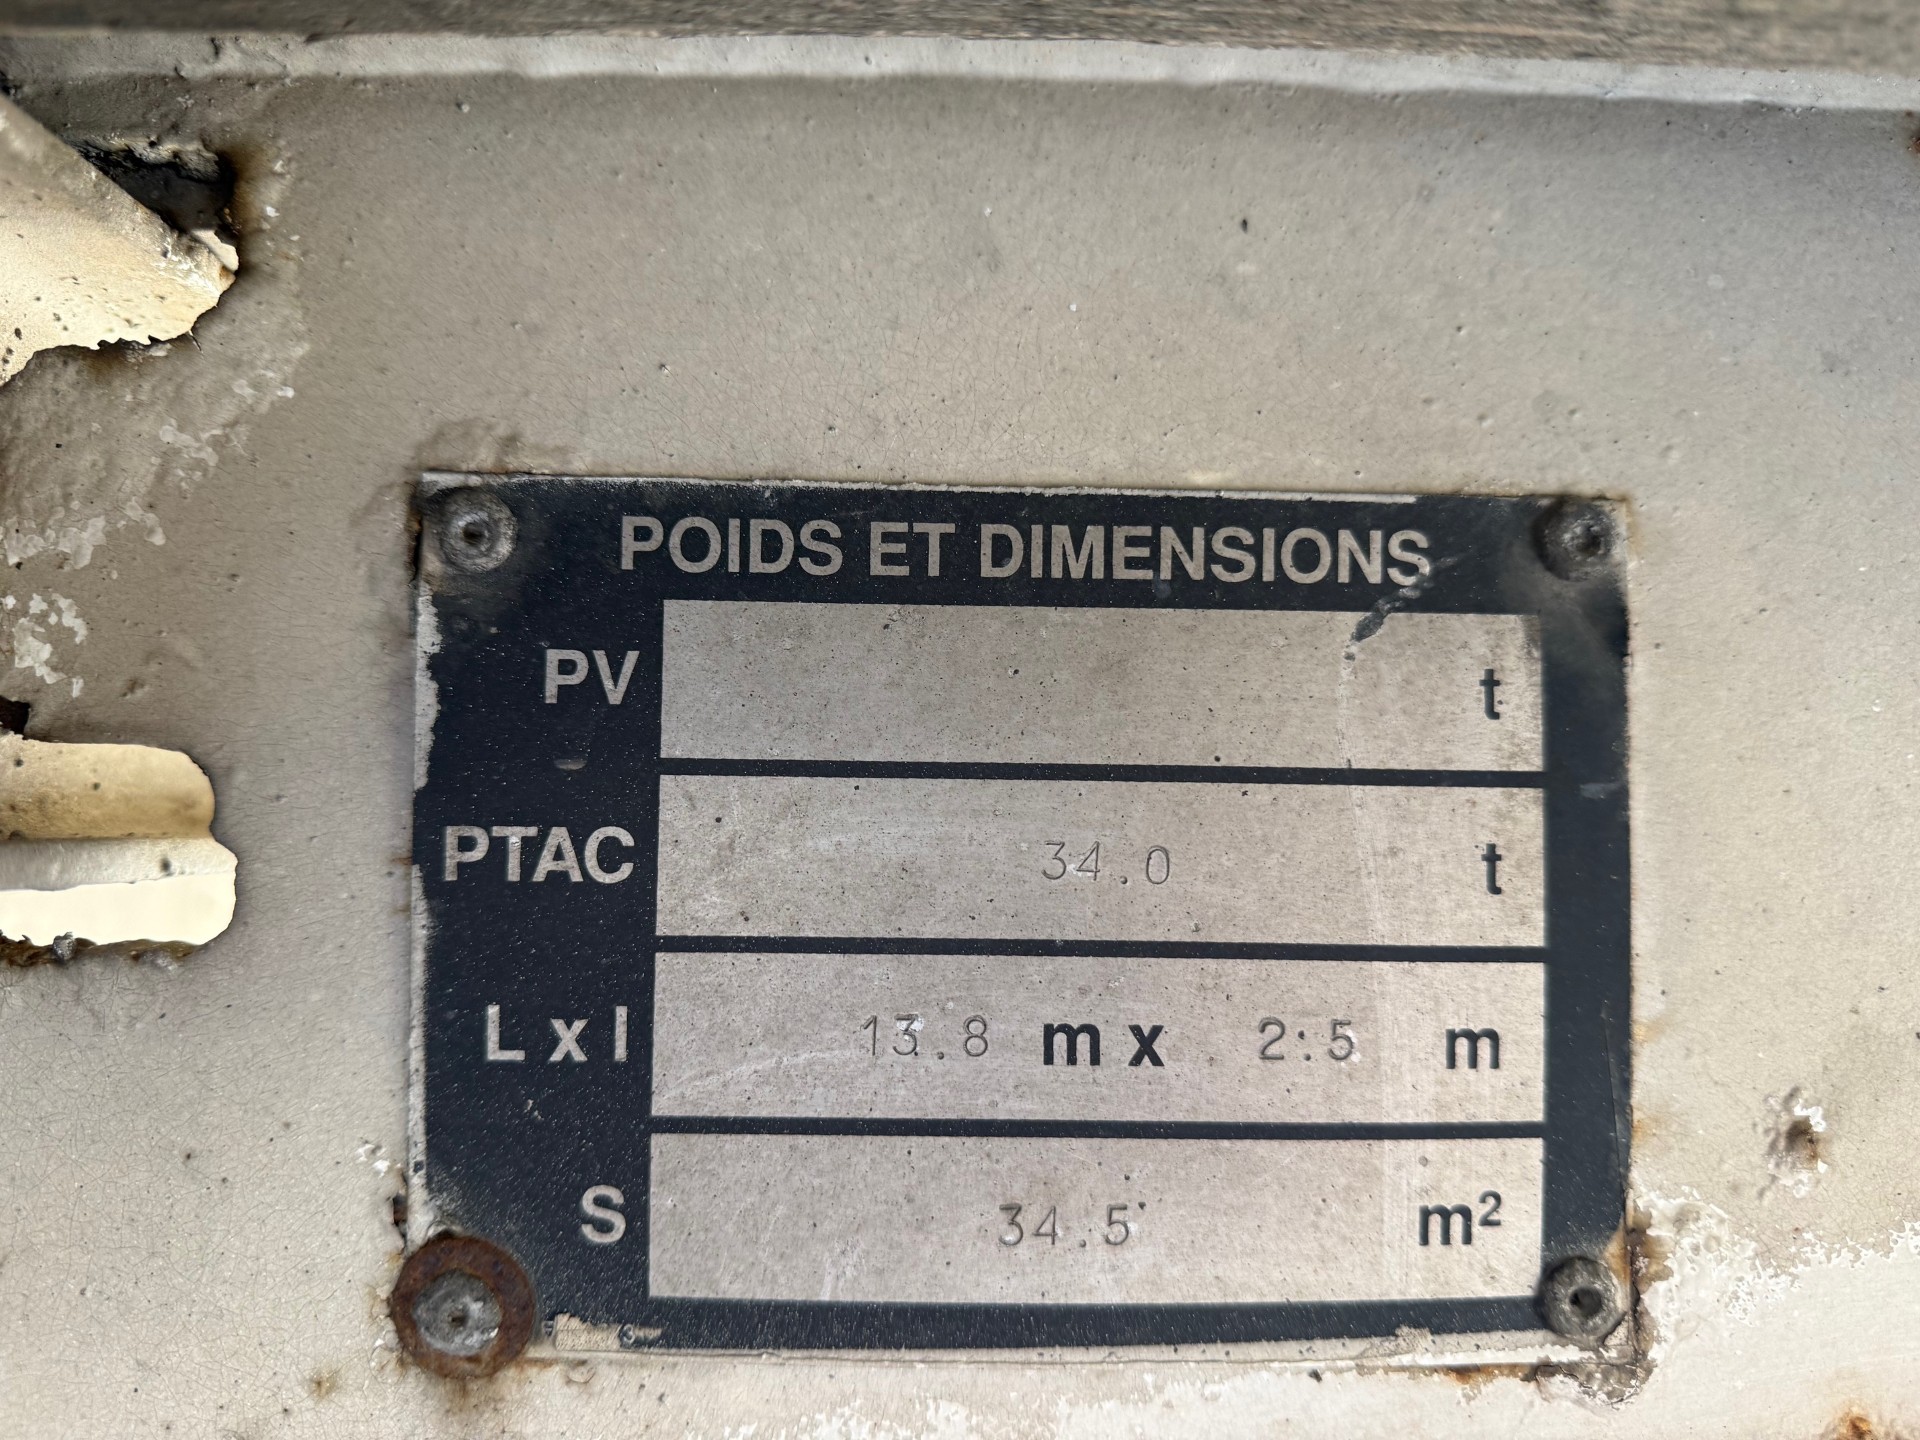 POIDS ET DIMENSIONS
PV t
PTAC 34.0 t
L x l 13.8 m x 2:5 m
S 34.5 m²